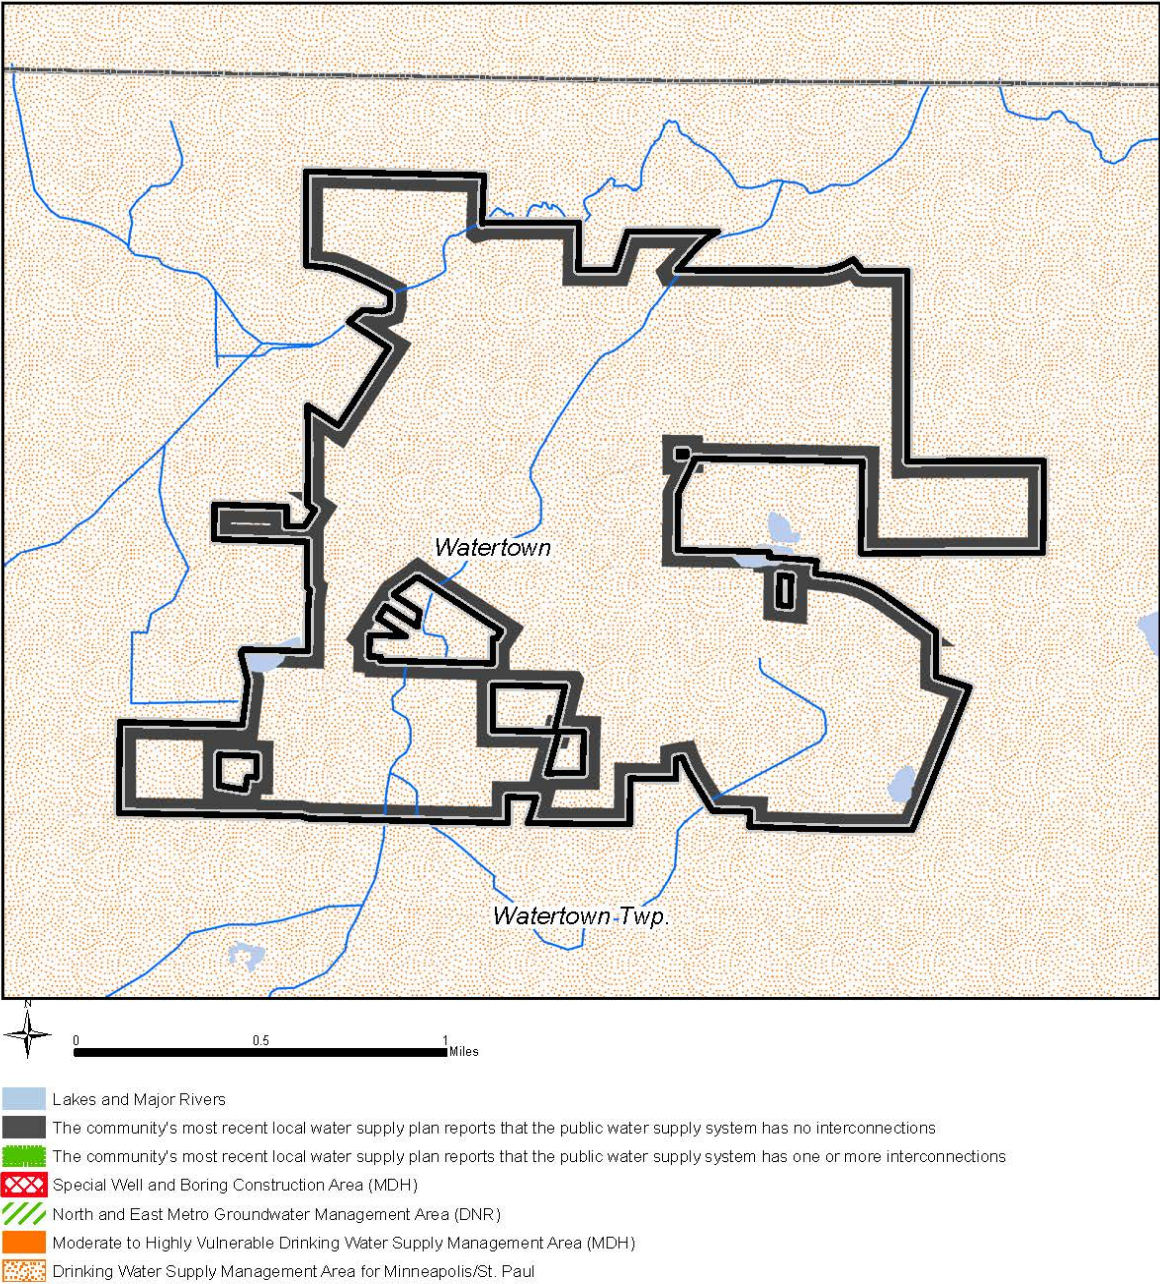 Watertown
Watertown Twp.
N
0 0.5 1
Miles
Lakes and Major Rivers
The community's most recent local water supply plan reports that the public water supply system has no interconnections
The community's most recent local water supply plan reports that the public water supply system has one or more interconnections
Special Well and Boring Construction Area (MDH)
North and East Metro Groundwater Management Area (DNR)
Moderate to Highly Vulnerable Drinking Water Supply Management Area (MDH)
Drinking Water Supply Management Area for Minneapolis/St. Paul